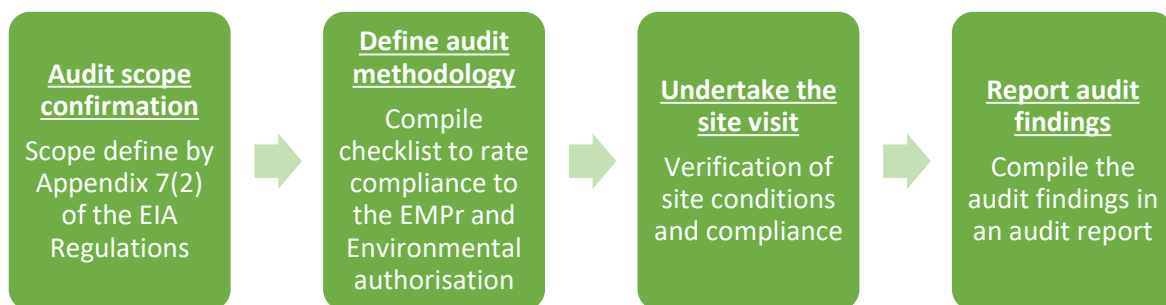 Audit scope
confirmation
Scope define by
Appendix 7(2)
of the EIA
Regulations
Define audit
methodology
Compile
checklist to rate
compliance to
the EMPr and
Environmental
authorisation
Undertake the
site visit
Verification of
site conditions
and compliance
Report audit
findings
Compile the
audit findings in
an audit report